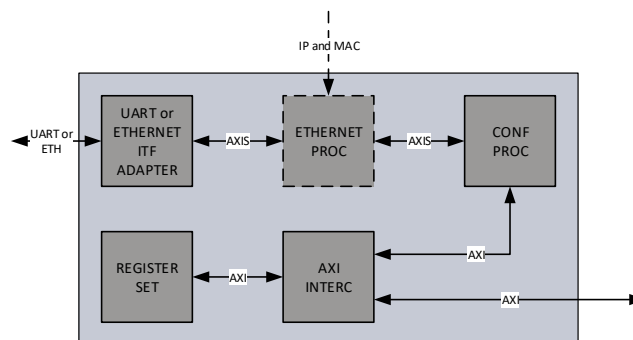 IP and MAC
UART or
ETH
UART or
ETHERNET
ITF
ADAPTER
AXIS
ETHERNET
PROC
AXIS
CONF
PROC
REGISTER
SET
AXI
AXI
INTERC
AXI
AXI